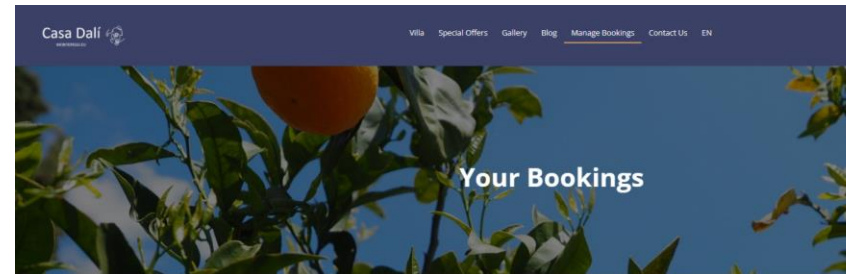 Casa Dalí
Villa Special Offers Gallery Blog Manage Bookings Contact Us EN
Your Bookings